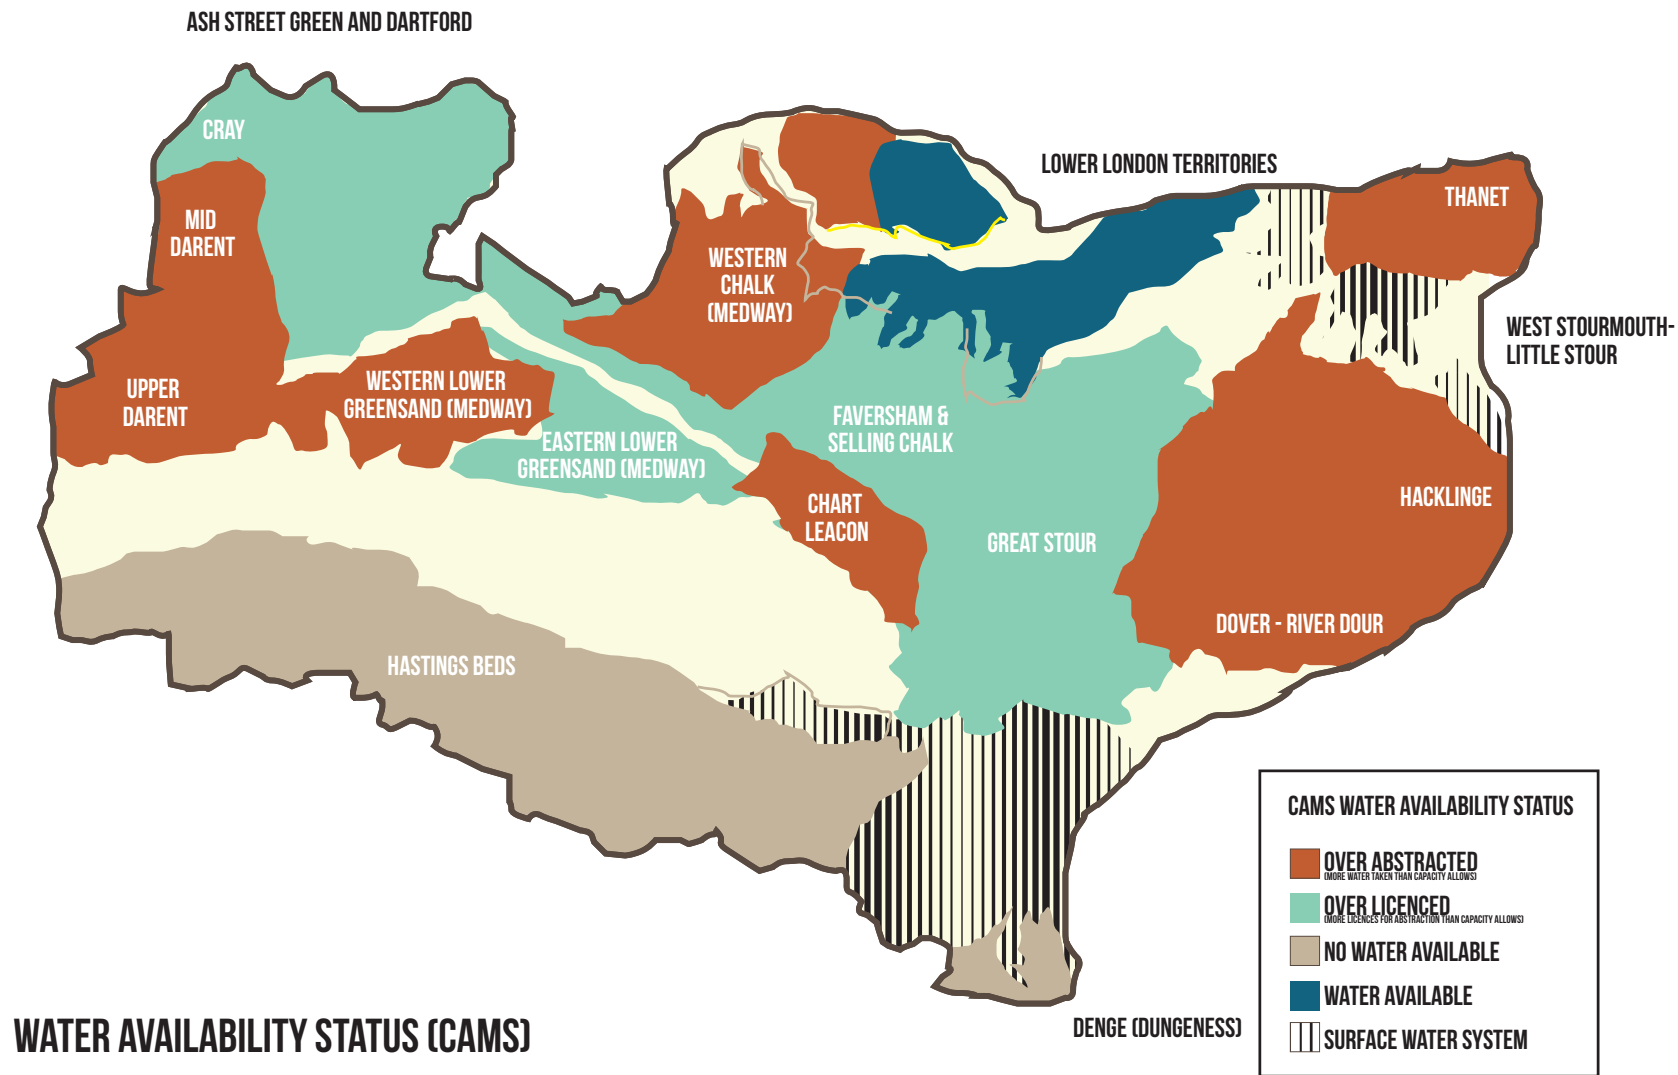 ASH STREET GREEN AND DARTFORD
CRAY
MID
DARENT
UPPER
DARENT
WESTERN LOWER
GREENSAND (MEDWAY)
EASTERN LOWER
GREENSAND (MEDWAY)
WESTERN
CHALK
(MEDWAY)
LOWER LONDON TERRITORIES
THANET
WEST STOURMOUTH-
LITTLE STOUR
FAVERSHAM &
SELLING CHALK
CHART
LEACON
GREAT STOUR
HACKLINGE
DOVER - RIVER DOUR
HASTINGS BEDS
DENGE (DUNGENESS)
CAMS WATER AVAILABILITY STATUS
OVER ABSTRACTED
(MORE WATER TAKEN THAN CAPACITY ALLOWS)
OVER LICENCED
(MORE LICENCES FOR ABSTRACTION THAN CAPACITY ALLOWS)
NO WATER AVAILABLE
WATER AVAILABLE
SURFACE WATER SYSTEM
WATER AVAILABILITY STATUS (CAMS)